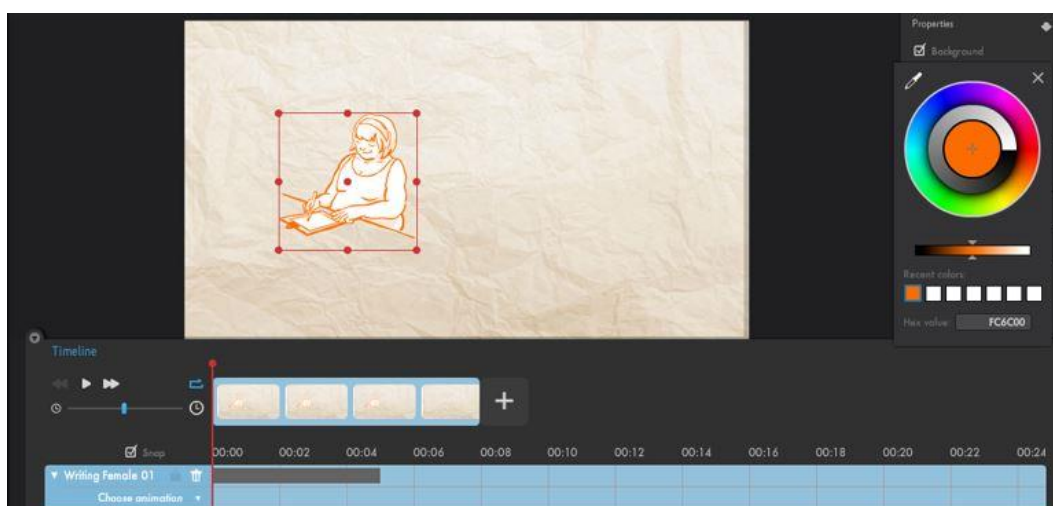 Properties
Background
Recent colors:
Hex value: FC6C00
Timeline
Snap
00:00 00:02 00:04 00:06 00:08 00:10 00:12 00:14 00:16 00:18 00:20 00:22 00:24
Writing Female 01
Choose animation